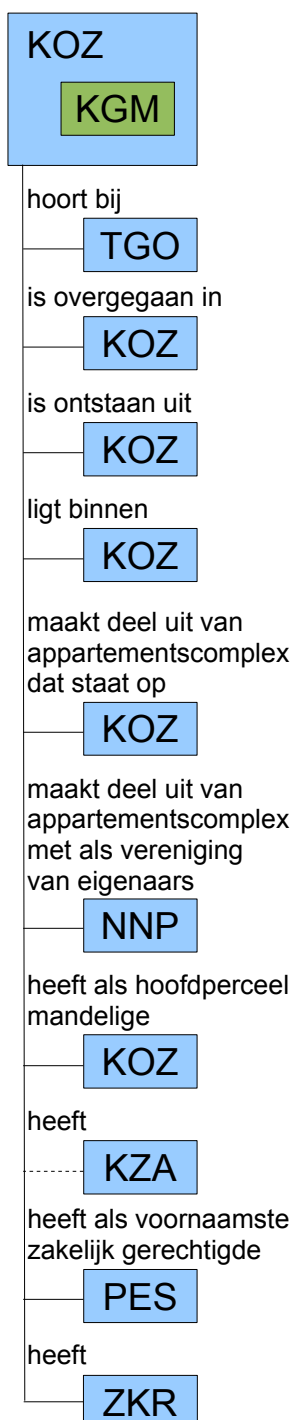 KOZ
KGM
hoort bij
TGO
is overgegaan in
KOZ
is ontstaan uit
KOZ
ligt binnen
KOZ
maakt deel uit van
appartementscomplex
dat staat op
KOZ
maakt deel uit van
appartementscomplex
met als vereniging
van eigenaars
NNP
heeft als hoofdperceel
mandelige
KOZ
heeft
KZA
heeft als voornaamste
zakelijk gerechtigde
PES
heeft
ZKR